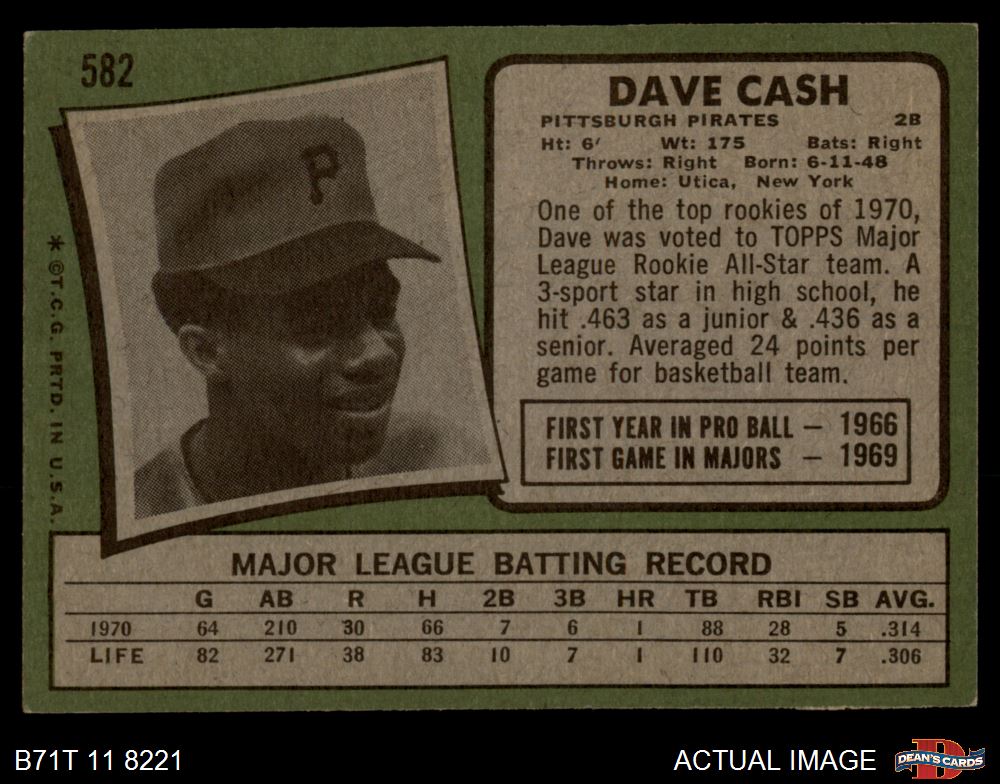 582
P
* ©T.C.G. PRTD. IN U.S.A.
DAVE CASH
PITTSBURGH PIRATES 2B
Ht: 6' Wt: 175 Bats: Right
Throws: Right Born: 6-11-48
Home: Utica, New York
One of the top rookies of 1970,
Dave was voted to TOPPS Major
League Rookie All-Star team. A
3-sport star in high school, he
hit .463 as a junior & .436 as a
senior. Averaged 24 points per
game for basketball team.
FIRST YEAR IN PRO BALL — 1966
FIRST GAME IN MAJORS — 1969
MAJOR LEAGUE BATTING RECORD
G AB R H 2B 3B HR TB RBI SB AVG.
1970 64 210 30 66 7 6 1 88 28 5 .314
LIFE 82 271 38 83 10 7 1 110 32 7 .306
B71T 11 8221
ACTUAL IMAGE
D
DEAN'S CARDS